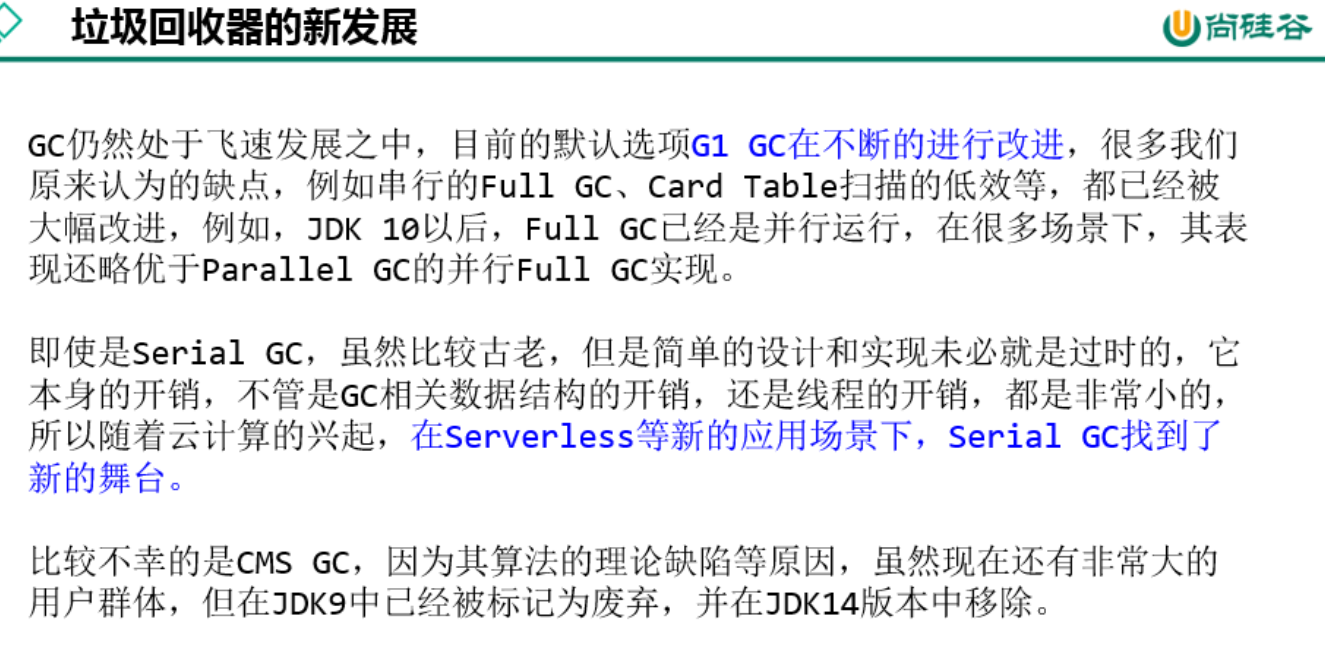 垃圾回收器的新发展
尚硅谷
GC仍然处于飞速发展之中，目前的默认选项G1 GC在不断的进行改进，很多我们
原来认为的缺点，例如串行的Full GC、Card Table扫描的低效等，都已经被
大幅改进，例如，JDK 10以后，Full GC已经是并行运行，在很多场景下，其表
现还略优于Parallel GC的并行Full GC实现。
即使是Serial GC，虽然比较古老，但是简单的设计和实现未必就是过时的，它
本身的开销，不管是GC相关数据结构的开销，还是线程的开销，都是非常小的，
所以随着云计算的兴起，在Serverless等新的应用场景下，Serial GC找到了
新的舞台。
比较不幸的是CMS GC，因为其算法的理论缺陷等原因，虽然现在还有非常大的
用户群体，但在JDK9中已经被标记为废弃，并在JDK14版本中移除。